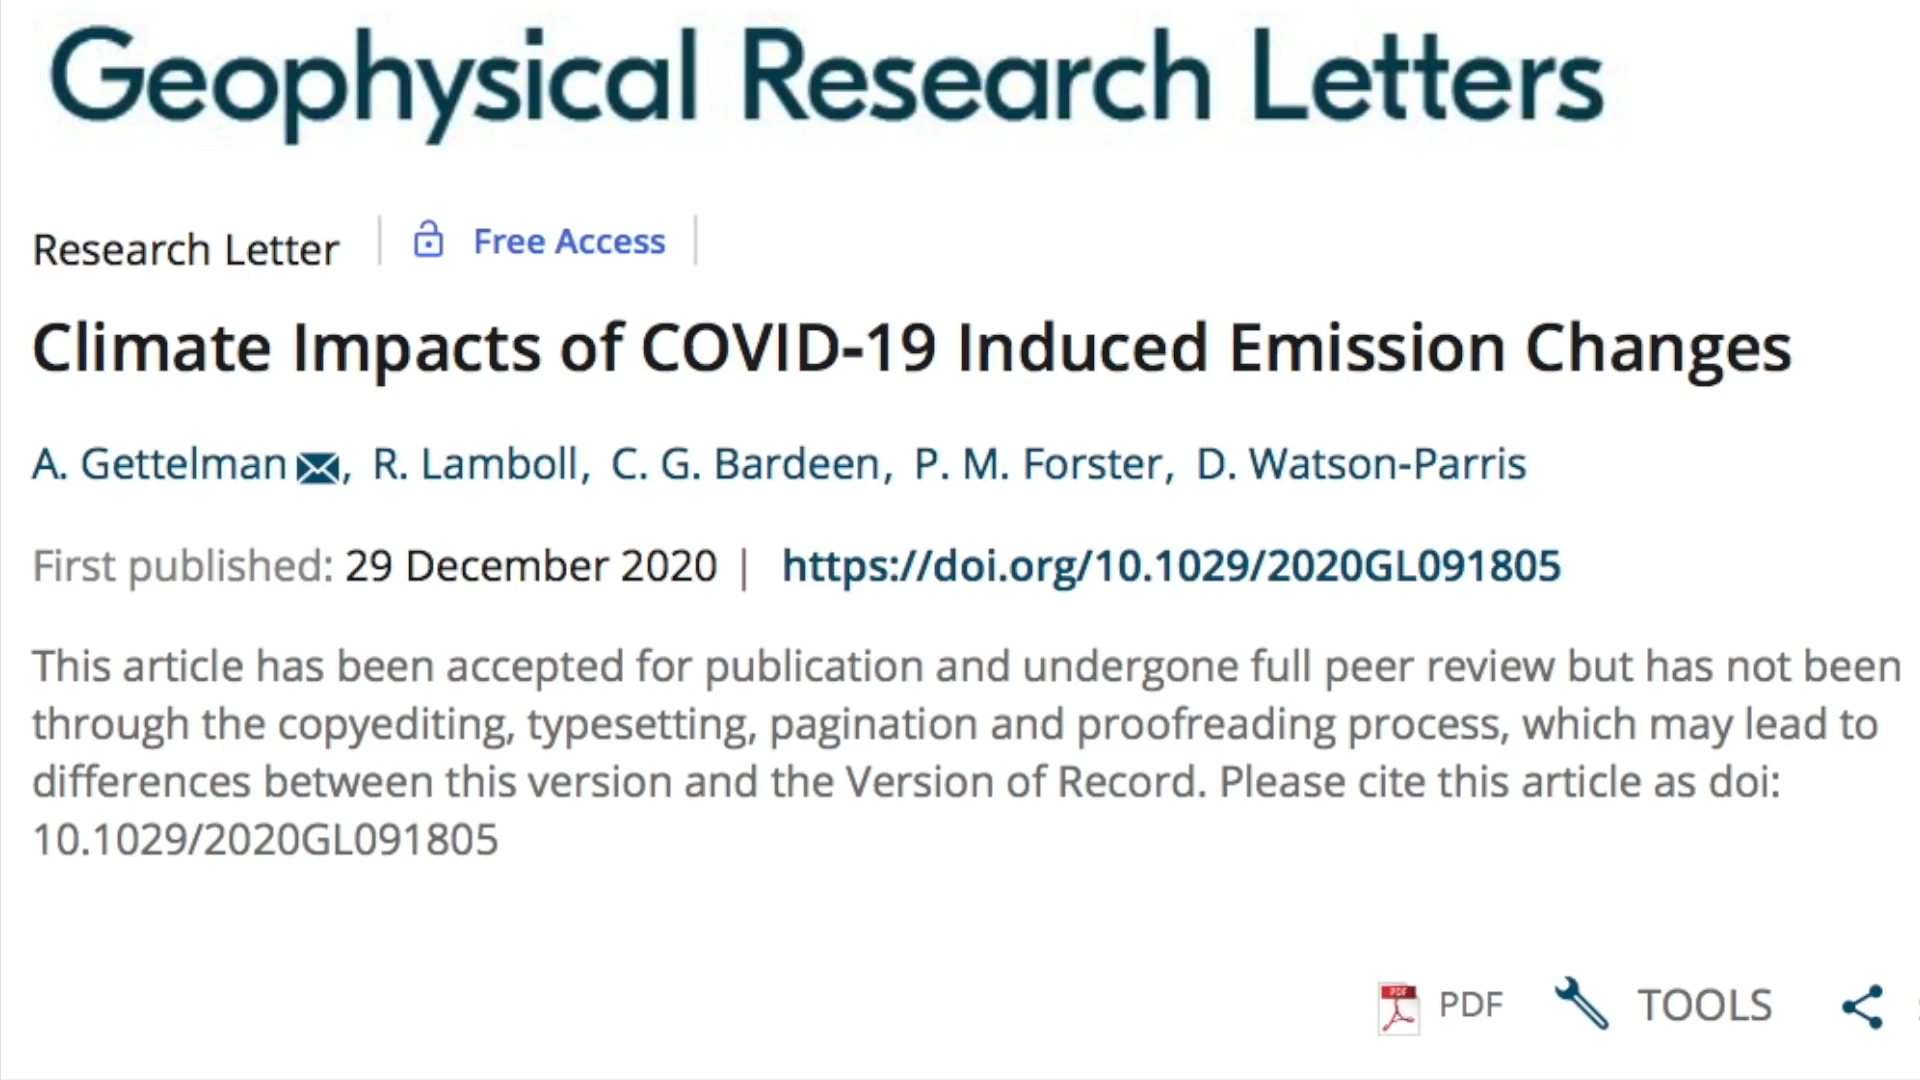 Geophysical Research Letters
Research Letter | Free Access |
Climate Impacts of COVID-19 Induced Emission Changes
A. Gettelman, R. Lamboll, C. G. Bardeen, P. M. Forster, D. Watson-Parris
First published: 29 December 2020 | https://doi.org/10.1029/2020GL091805
This article has been accepted for publication and undergone full peer review but has not been
through the copyediting, typesetting, pagination and proofreading process, which may lead to
differences between this version and the Version of Record. Please cite this article as doi:
10.1029/2020GL091805
PDF TOOLS